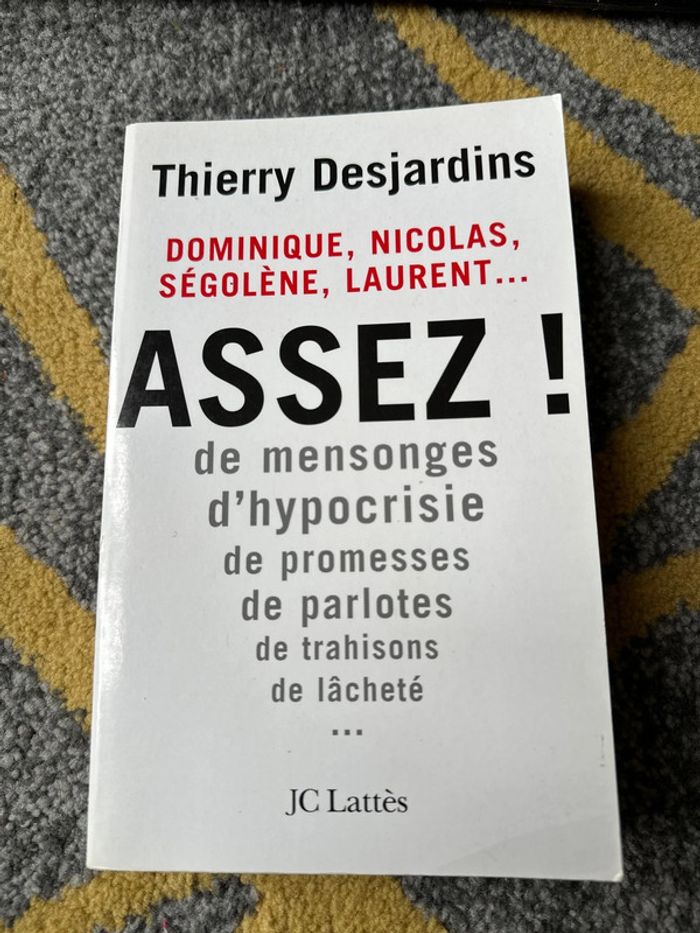 Thierry Desjardins
DOMINIQUE, NICOLAS,
SÉGOLÈNE, LAURENT...
ASSEZ !
de mensonges
d'hypocrisie
de promesses
de parlotes
de trahisons
de lâcheté
...
JC Lattès